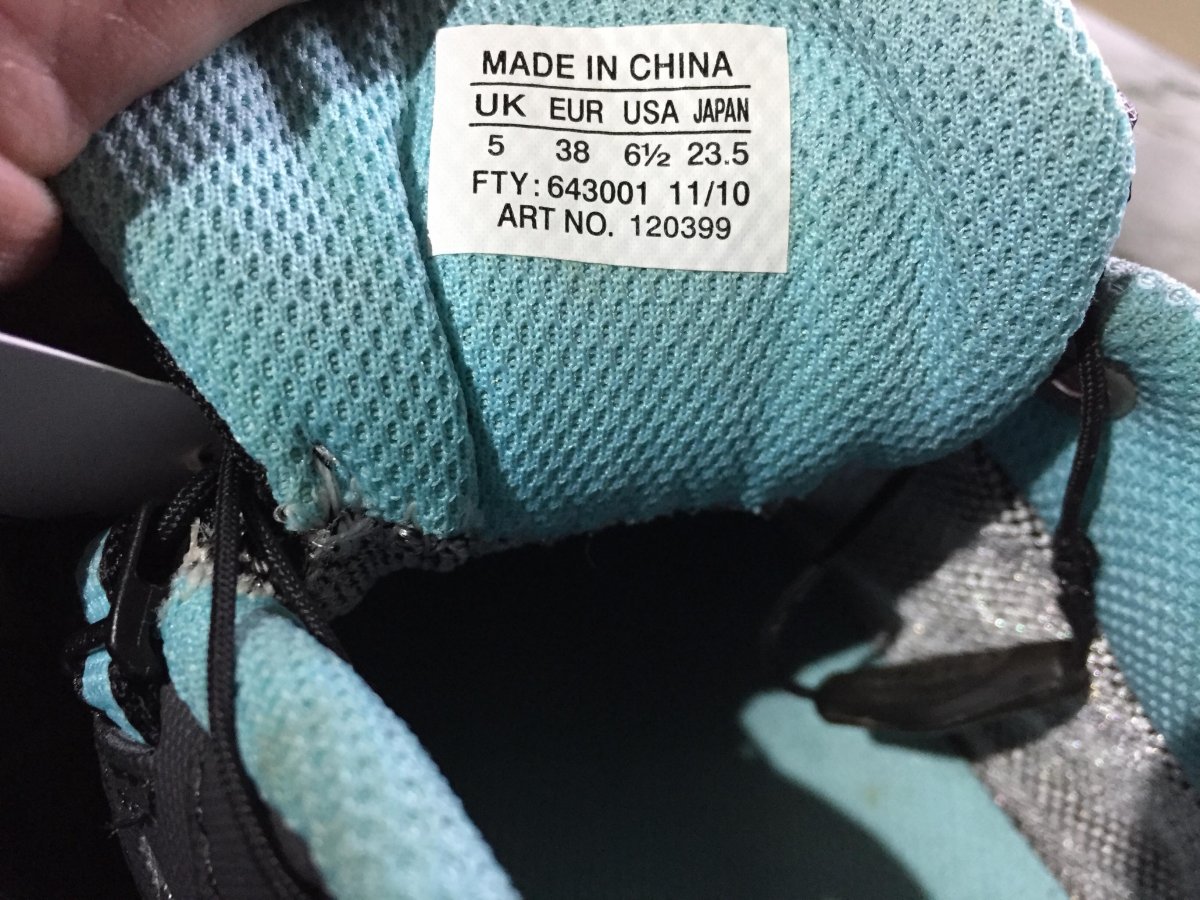 MADE IN CHINA
UK EUR USA JAPAN
5 38 6½ 23.5
FTY: 643001 11/10
ART NO. 120399